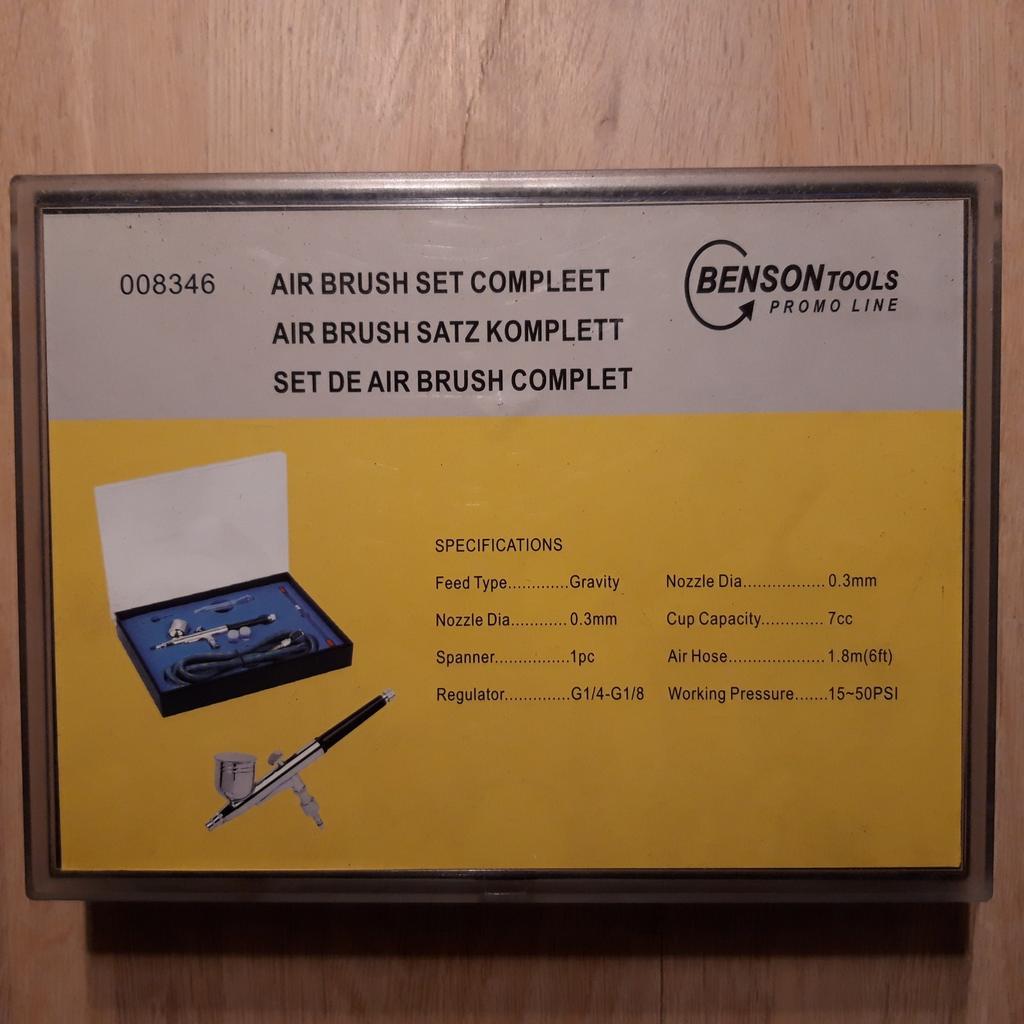 008346
AIR BRUSH SET COMPLEET
AIR BRUSH SATZ KOMPLETT
SET DE AIR BRUSH COMPLET
BENSON TOOLS
PROMO LINE
SPECIFICATIONS
Feed Type.............Gravity
Nozzle Dia............0.3mm
Spanner................1pc
Regulator..............G1/4-G1/8
Nozzle Dia.................0.3mm
Cup Capacity.............7cc
Air Hose.....................1.8m(6ft)
Working Pressure.......15~50PSI